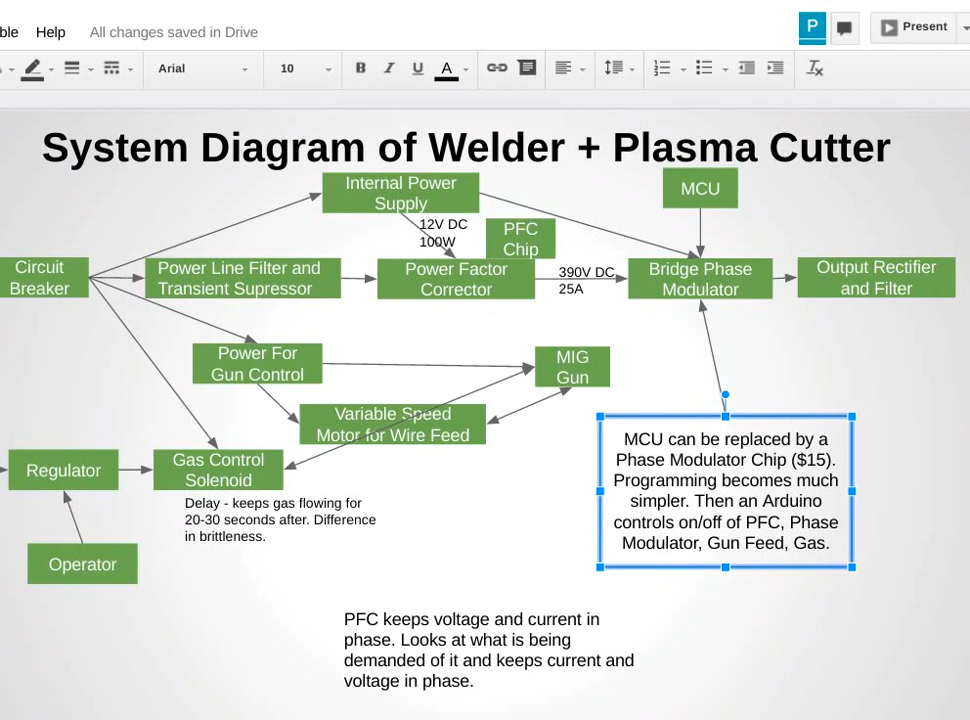 ble Help All changes saved in Drive
P
Present
Arial 10 B I U A
System Diagram of Welder + Plasma Cutter
Internal Power
Supply
MCU
12V DC
100W
PFC
Chip
Circuit
Breaker
Power Line Filter and
Transient Supressor
Power Factor
Corrector
390V DC
25A
Bridge Phase
Modulator
Output Rectifier
and Filter
Power For
Gun Control
MIG
Gun
Variable Speed
Motor for Wire Feed
Regulator
Gas Control
Solenoid
Delay - keeps gas flowing for
20-30 seconds after. Difference
in brittleness.
Operator
MCU can be replaced by a
Phase Modulator Chip ($15).
Programming becomes much
simpler. Then an Arduino
controls on/off of PFC, Phase
Modulator, Gun Feed, Gas.
PFC keeps voltage and current in
phase. Looks at what is being
demanded of it and keeps current and
voltage in phase.